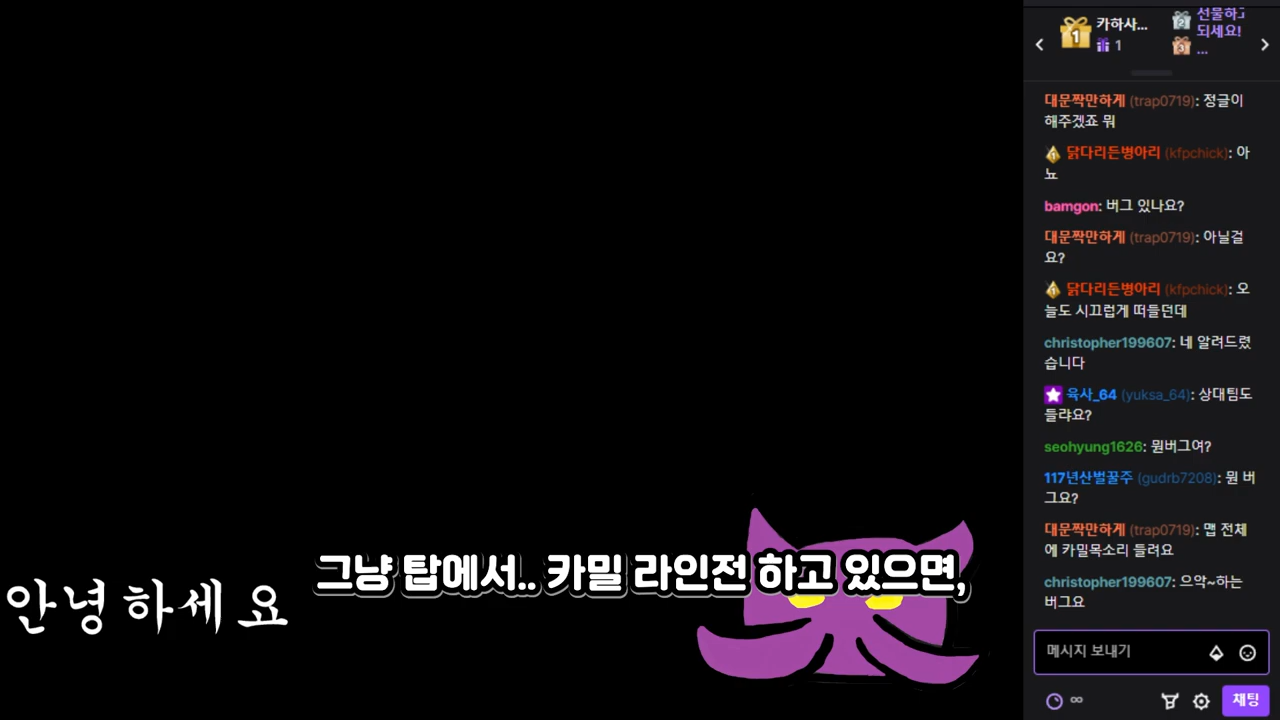 카하사...
1
1
2
선물하고
되세요!
3
...
대문짝만하게 (trap0719): 정글이
해주겠죠 뭐
닭다리든병아리 (kfpchick): 아
뇨
bamgon: 버그 있나요?
대문짝만하게 (trap0719): 아닐걸
요?
닭다리든병아리 (kfpchick): 오
늘도 시끄럽게 떠들던데
christopher199607: 네 알려드렸
습니다
육사_64 (yuksa_64): 상대팀도
들랴요?
seohyung1626: 뭔버그여?
117년산벌꿀주 (gudrb7208): 뭔 버
그요?
대문짝만하게 (trap0719): 맵 전체
에 카밀목소리 들려요
christopher199607: 으악~하는
버그요
그냥 탑에서.. 카밀 라인전 하고 있으면,
안녕하세요
메시지 보내기
∞
채팅